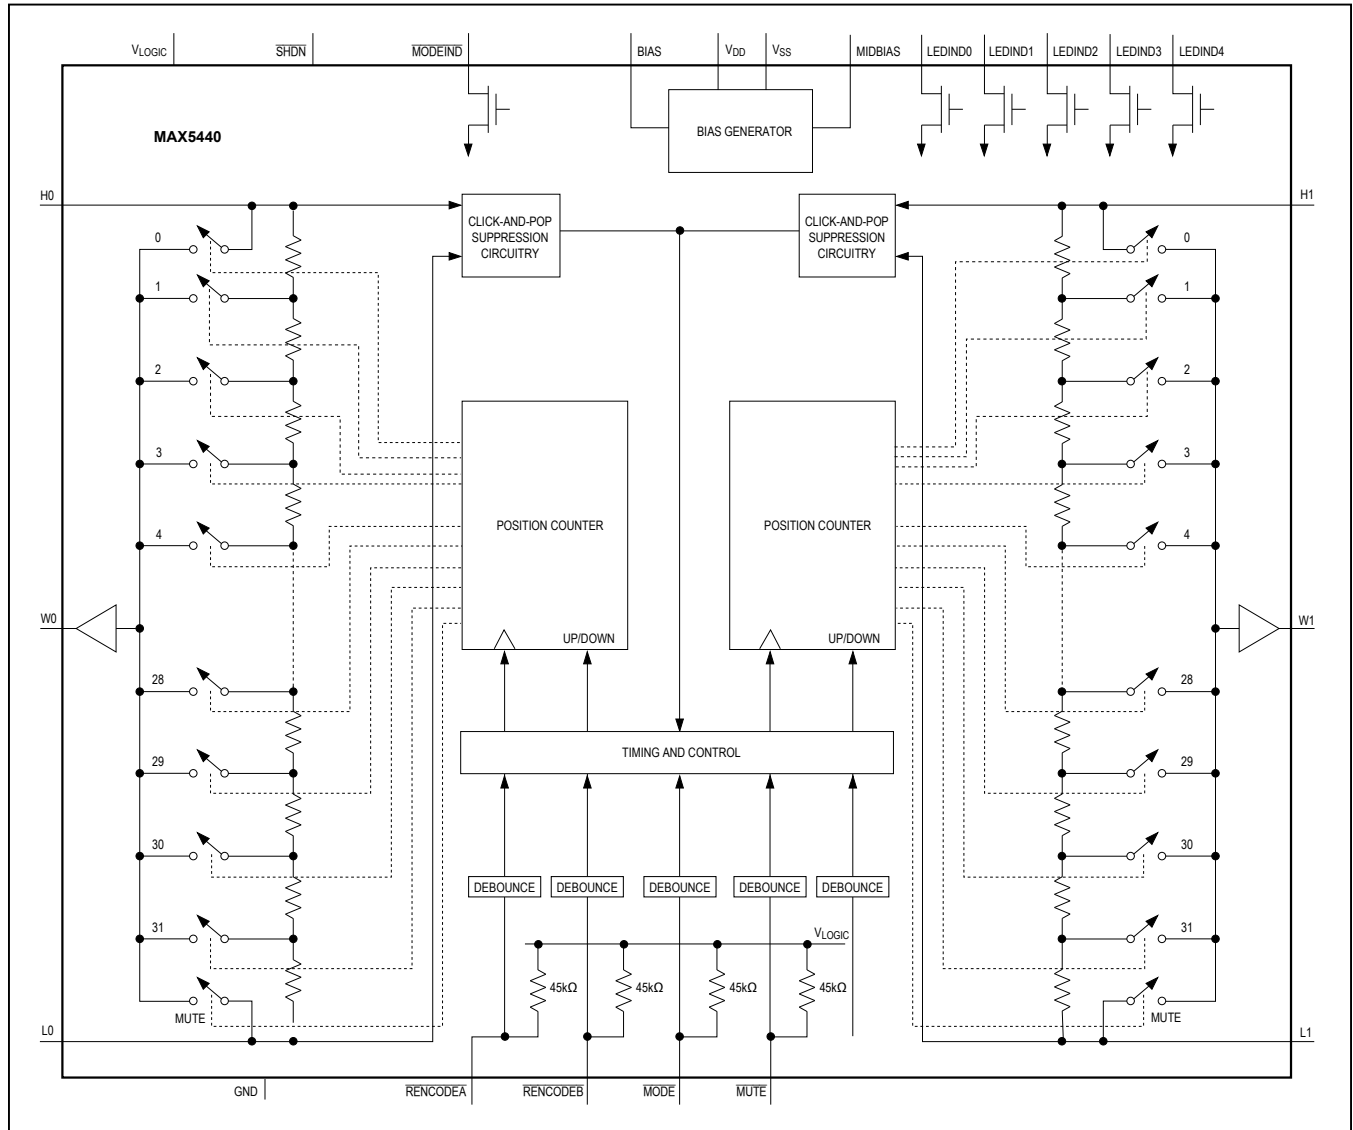 VLOGIC SHDN MODEIND BIAS VDD VSS MIDBIAS LEDIND0 LEDIND1 LEDIND2 LEDIND3 LEDIND4
MAX5440
BIAS GENERATOR
H0 H1
CLICK-AND-POP
SUPPRESSION
CIRCUITRY
CLICK-AND-POP
SUPPRESSION
CIRCUITRY
0 0
1 1
2 2
3 3
4 4
POSITION COUNTER POSITION COUNTER
W0 W1
UP/DOWN UP/DOWN
28 28
TIMING AND CONTROL
29 29
30 30
DEBOUNCE DEBOUNCE DEBOUNCE DEBOUNCE DEBOUNCE
31 31
VLOGIC
45kΩ 45kΩ 45kΩ 45kΩ
MUTE MUTE
L0 L1
GND RENCODEA RENCODEB MODE MUTE